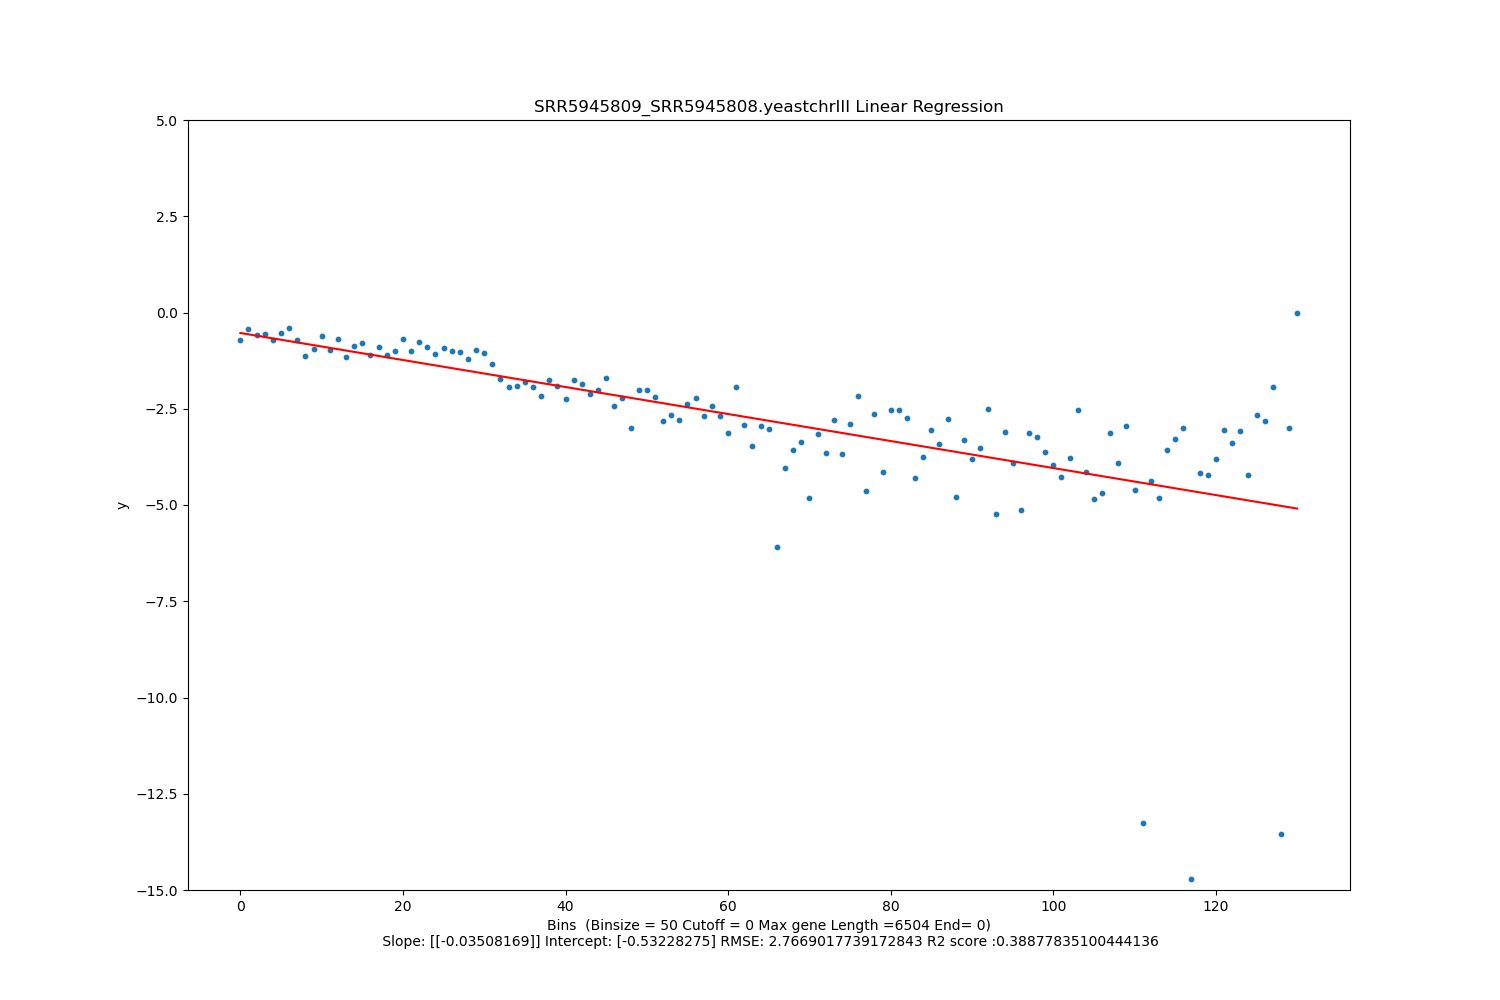 SRR5945809_SRR5945808.yeastchrIII Linear Regression
5.0
2.5
0.0
−2.5
−5.0
−7.5
−10.0
−12.5
−15.0
y
0 20 40 60 80 100 120
Bins  (Binsize = 50 Cutoff = 0 Max gene Length =6504 End= 0)
Slope: [[-0.03508169]] Intercept: [-0.53228275] RMSE: 2.7669017739172843 R2 score :0.38877835100444136